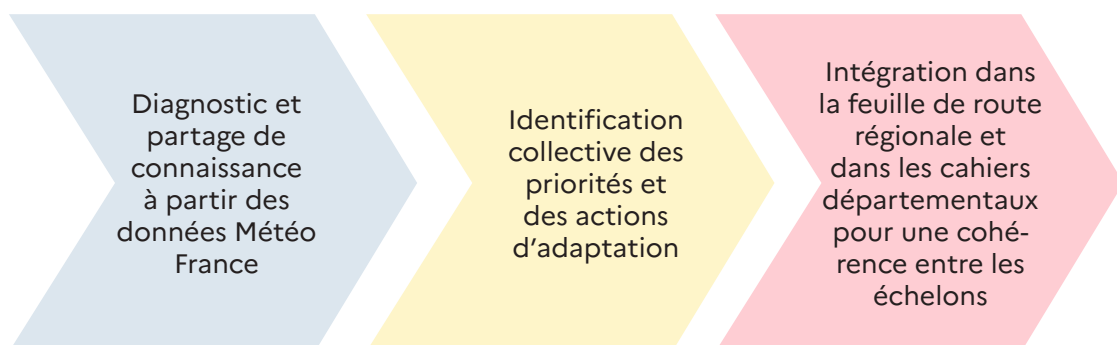 Diagnostic et
partage de
connaissance
à partir des
données Météo
France
Identification
collective des
priorités et
des actions
d'adaptation
Intégration dans
la feuille de route
régionale et
dans les cahiers
départementaux
pour une cohé-
rence entre les
échelons